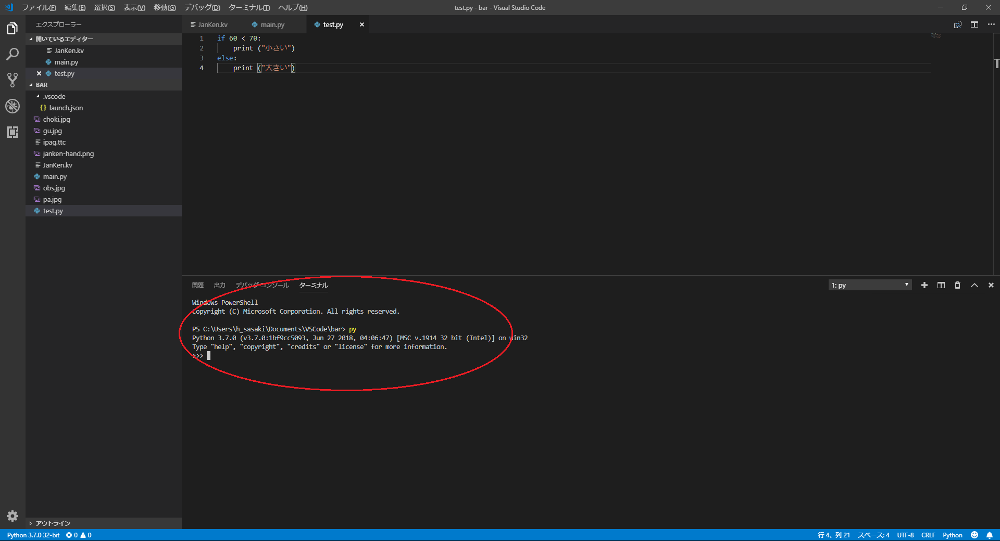 ファイル(F) 編集(E) 選択(S) 表示(V) 移動(G) デバッグ(D) ターミナル(T) ヘルプ(H)
test.py - bar - Visual Studio Code
エクスプローラー
開いているエディター
JanKen.kv
main.py
test.py
BAR
.vscode
{} launch.json
choki.jpg
gu.jpg
ipag.ttc
janken-hand.png
JanKen.kv
main.py
obs.jpg
pa.jpg
test.py
アウトライン
JanKen.kv main.py test.py
1 if 60 < 70:
2 print ("小さい")
3 else:
4 print ("大きい")
問題 出力 デバッグ コンソール ターミナル
1: py
Windows PowerShell
Copyright (C) Microsoft Corporation. All rights reserved.
PS C:\Users\h_sasaki\Documents\VSCode\bar> py
Python 3.7.0 (v3.7.0:1bf9cc5093, Jun 27 2018, 04:06:47) [MSC v.1914 32 bit (Intel)] on win32
Type "help", "copyright", "credits" or "license" for more information.
>>>
Python 3.7.0 32-bit 0 0
行 4、列 21 スペース: 4 UTF-8 CRLF Python